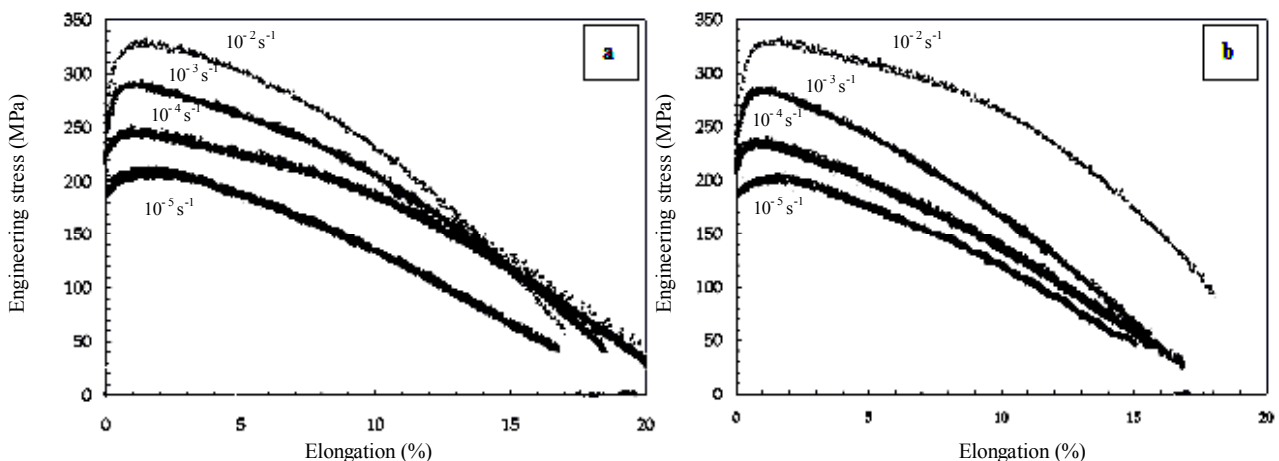 350
300
250
200
150
100
50
0
0 5 10 15 20
Engineering stress (MPa)
Elongation (%)
10⁻² s⁻¹
10⁻³ s⁻¹
10⁻⁴ s⁻¹
10⁻⁵ s⁻¹
a
350
300
250
200
150
100
50
0
0 5 10 15 20
Engineering stress (MPa)
Elongation (%)
10⁻² s⁻¹
10⁻³ s⁻¹
10⁻⁴ s⁻¹
10⁻⁵ s⁻¹
b